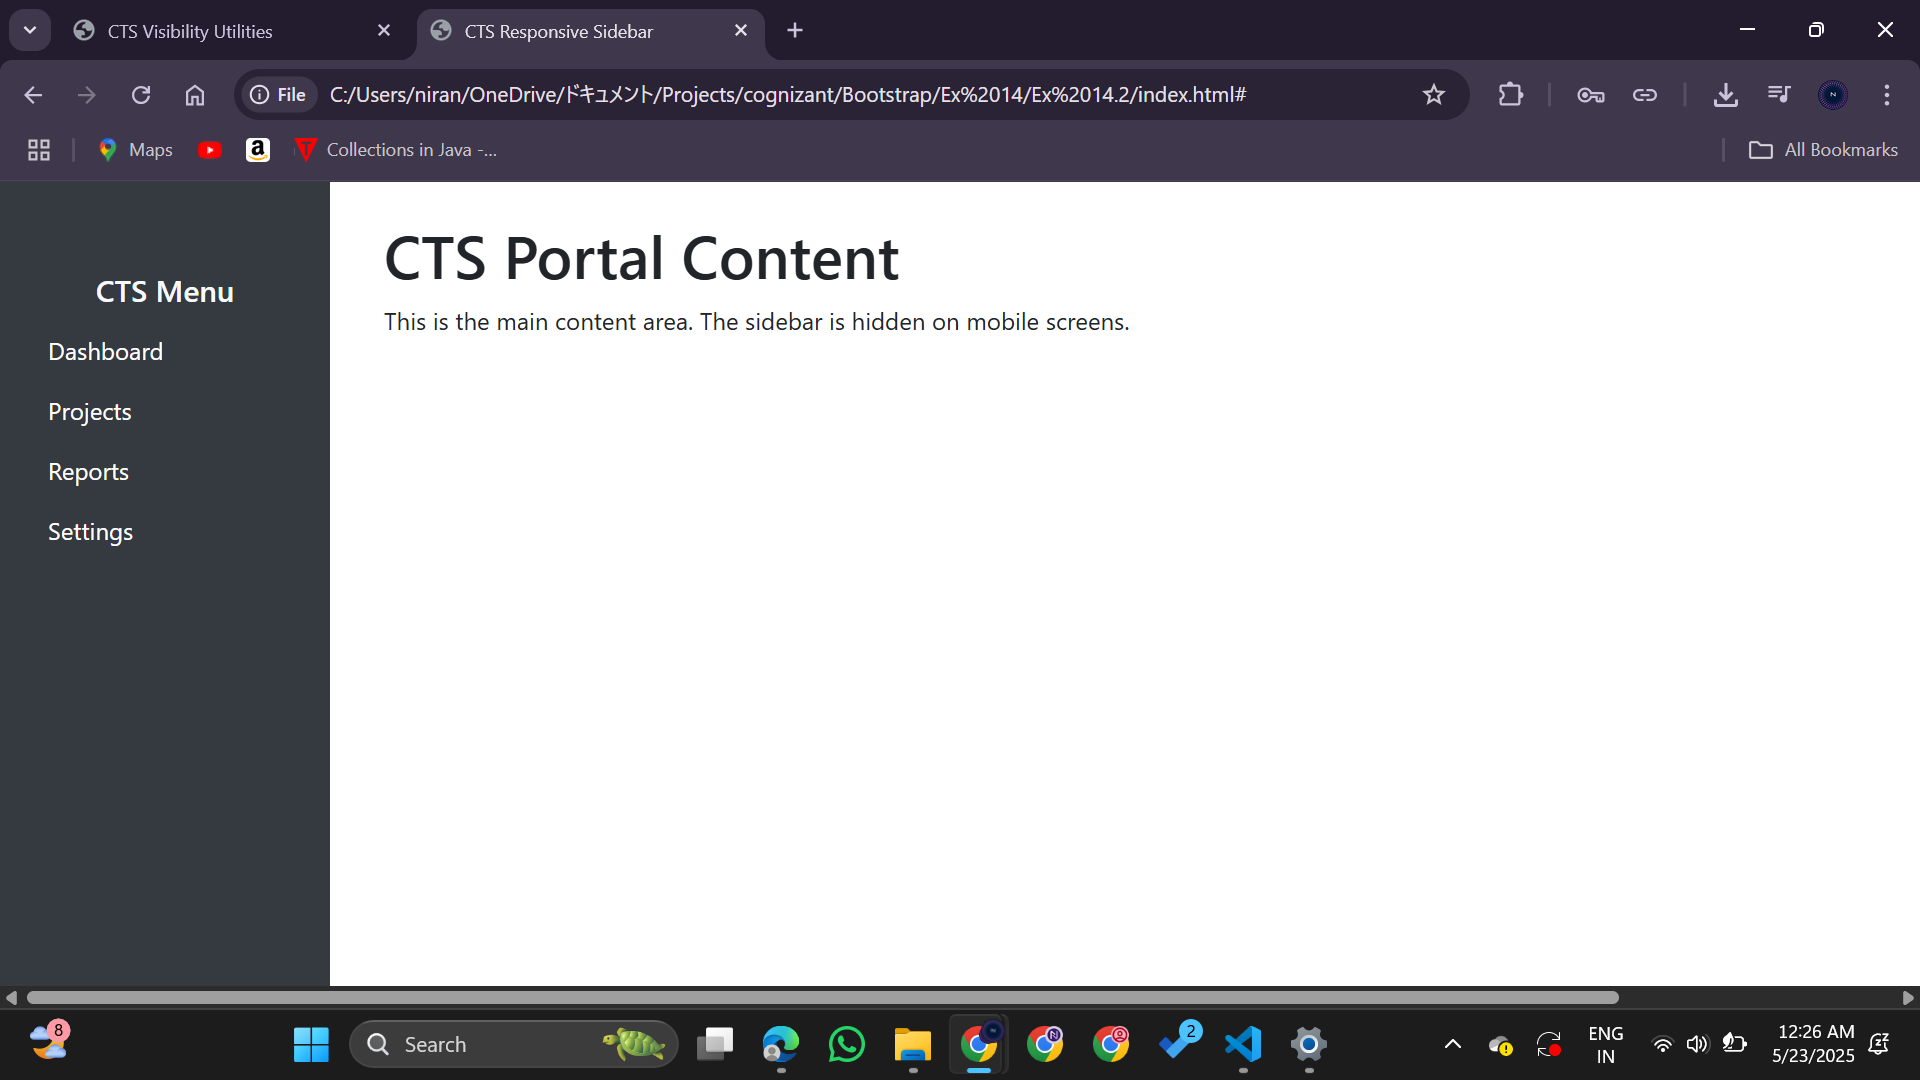 CTS Visibility Utilities
CTS Responsive Sidebar
File
C:/Users/niran/OneDrive/ドキュメント/Projects/cognizant/Bootstrap/Ex%2014/Ex%2014.2/index.html#
N
Maps
a
T
Collections in Java -...
All Bookmarks
CTS Menu
Dashboard
Projects
Reports
Settings
CTS Portal Content
This is the main content area. The sidebar is hidden on mobile screens.
8
Search
N
2
ENG
IN
12:26 AM
5/23/2025